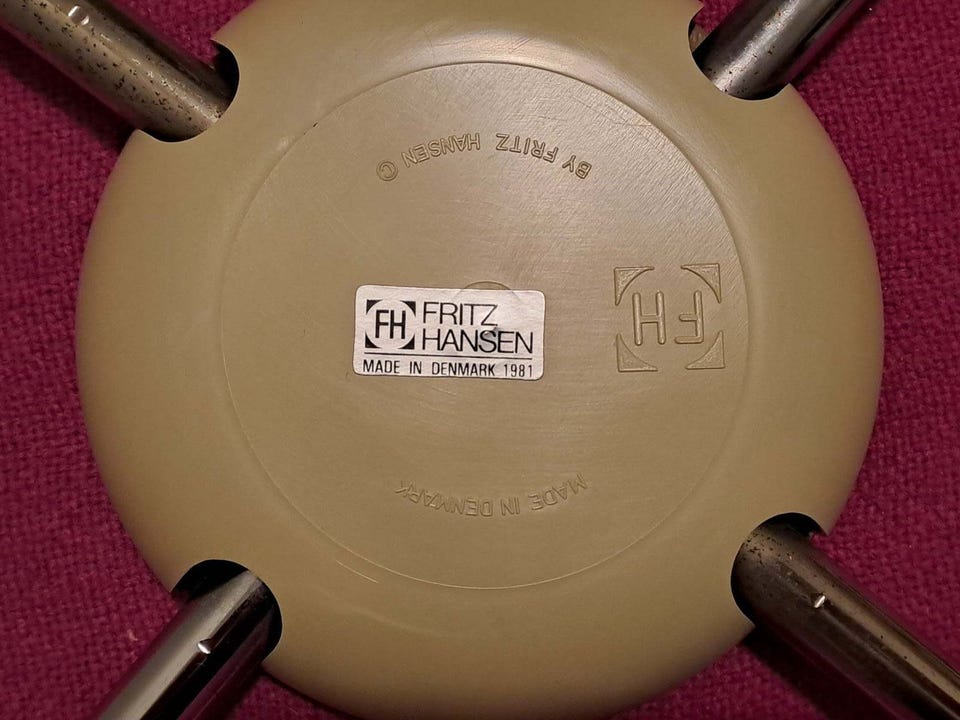 BY FRITZ HANSEN ©
FH
FH FRITZ
HANSEN
MADE IN DENMARK 1981
MADE IN DENMARK